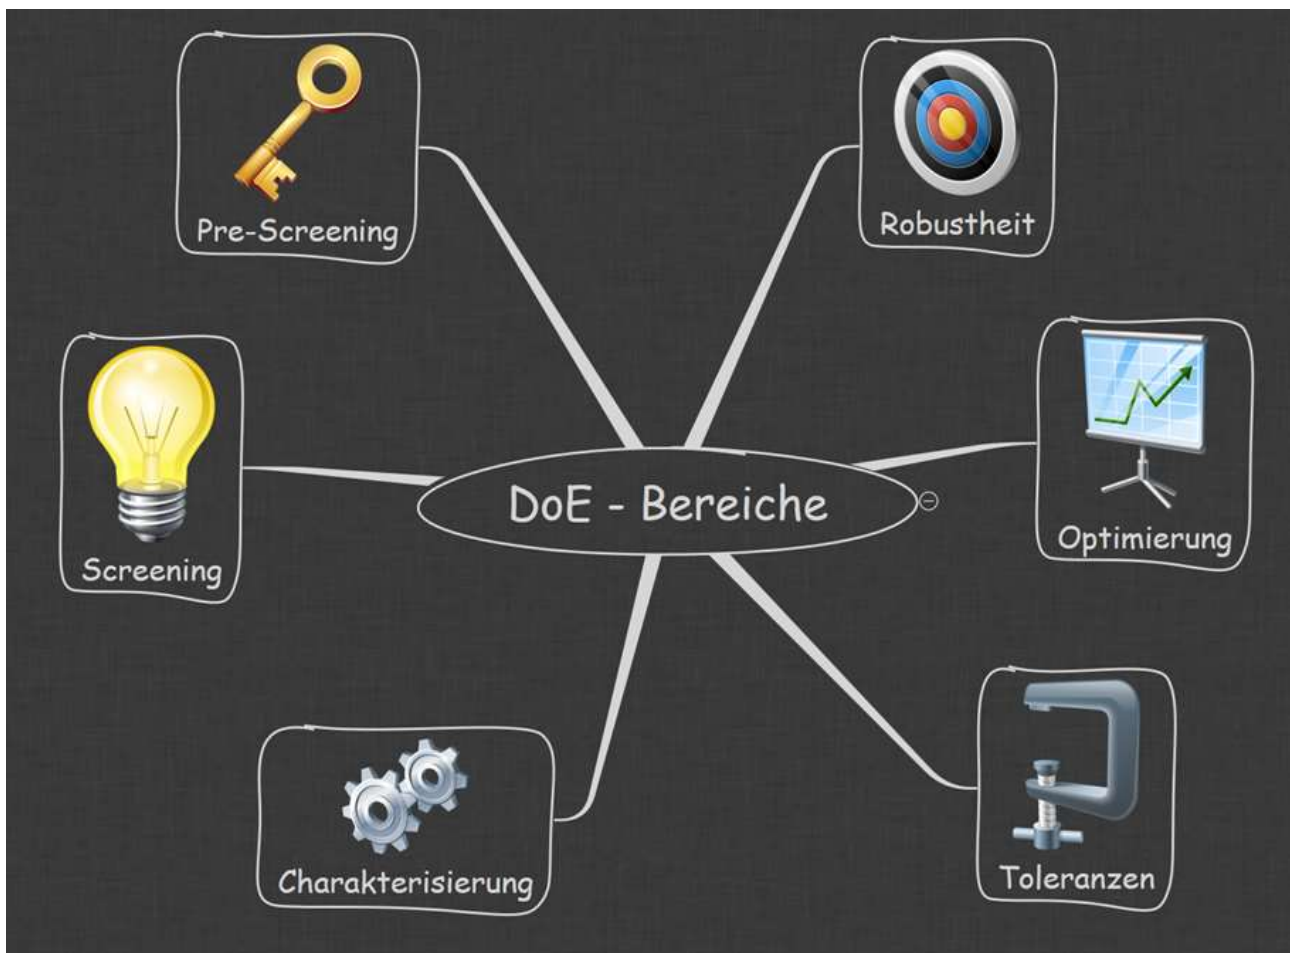 Pre-Screening
Robustheit
Screening
DoE - Bereiche
Optimierung
Charakterisierung
Toleranzen